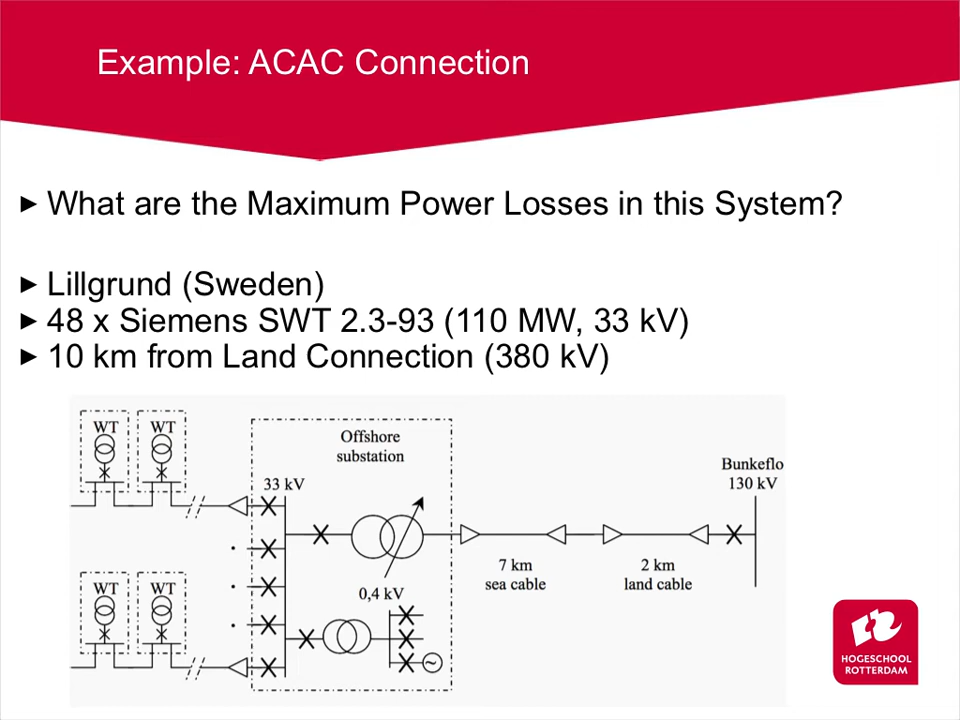 Example: ACAC Connection
► What are the Maximum Power Losses in this System?
► Lillgrund (Sweden)
► 48 x Siemens SWT 2.3-93 (110 MW, 33 kV)
► 10 km from Land Connection (380 kV)
WT WT
Offshore
substation
33 kV
Bunkeflo
130 kV
7 km
sea cable
2 km
land cable
WT WT
0,4 kV
HOGESCHOOL
ROTTERDAM